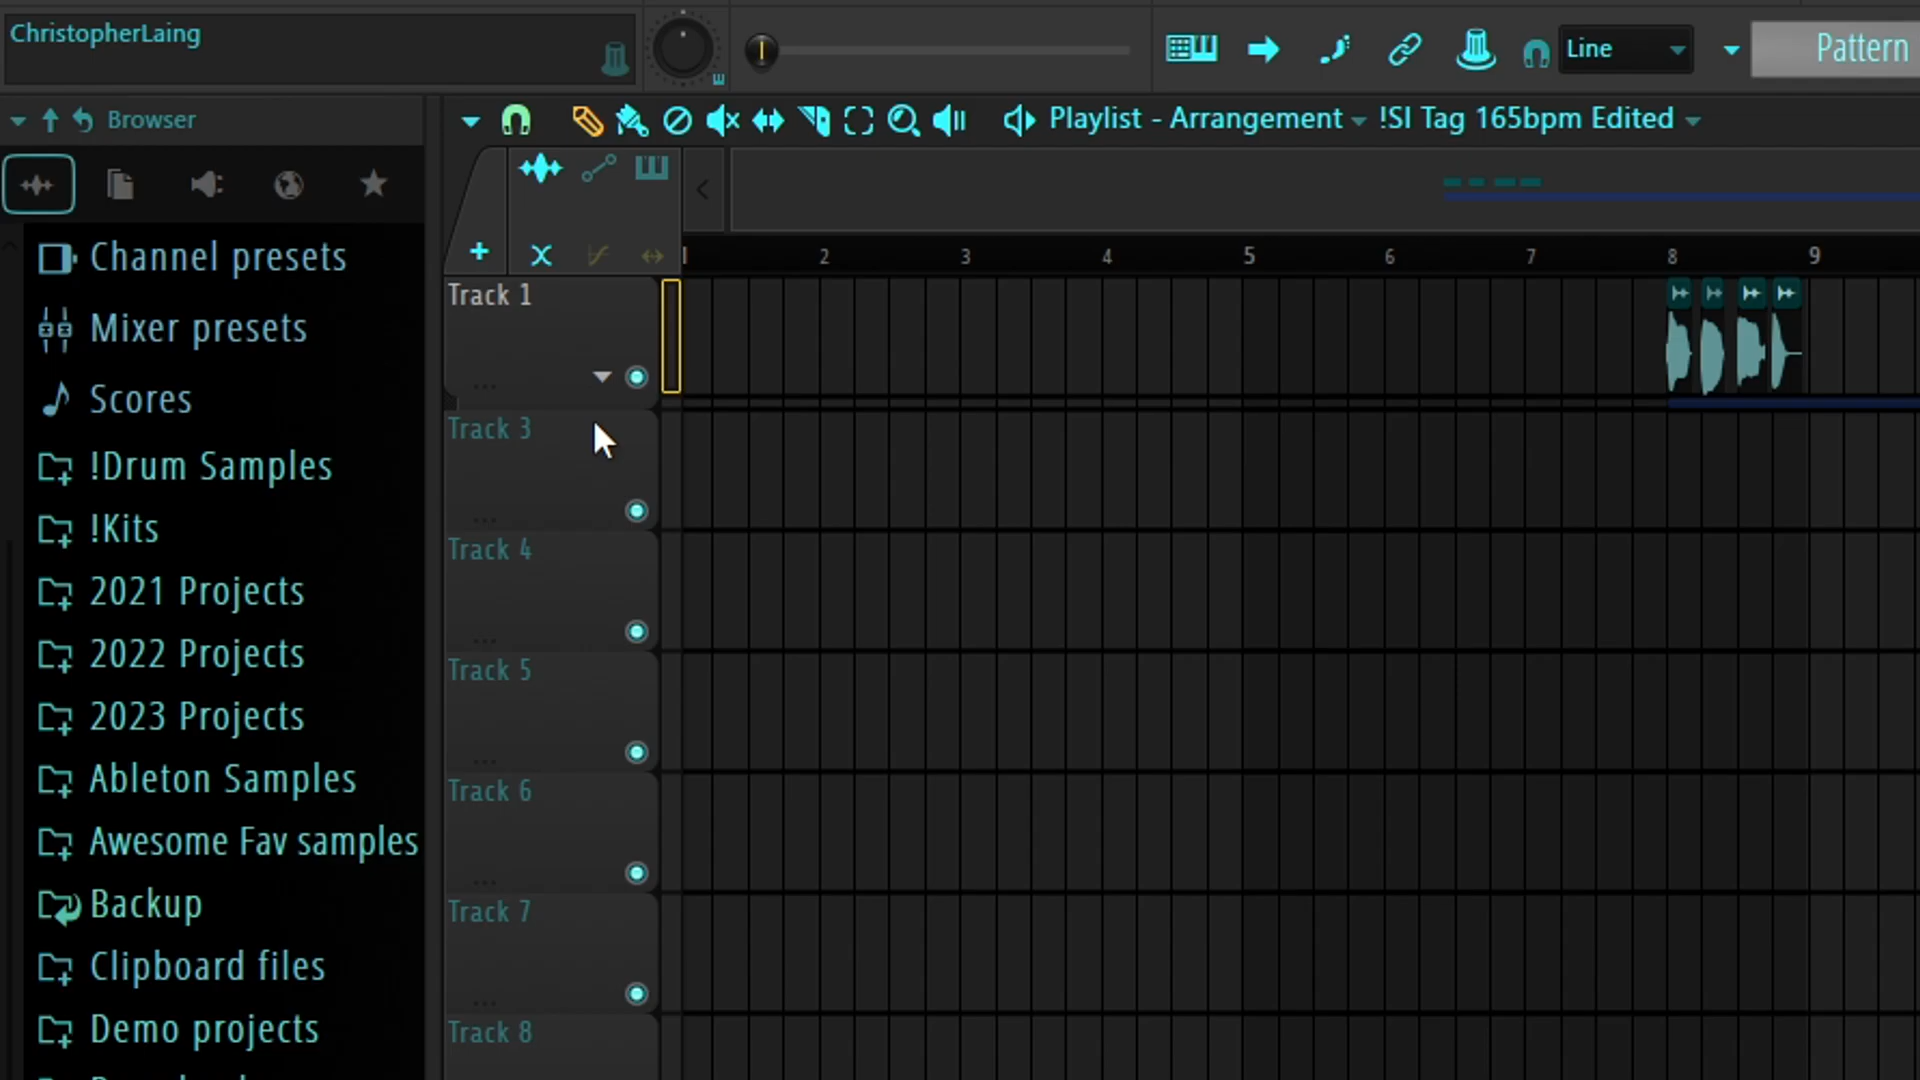 ChristopherLaing
Line
Pattern
Browser
Playlist - Arrangement
!SI Tag 165bpm Edited
2 3 4 5 6 7 8 9
Channel presets
Mixer presets
Scores
!Drum Samples
!Kits
2021 Projects
2022 Projects
2023 Projects
Ableton Samples
Awesome Fav samples
Backup
Clipboard files
Demo projects
Track 1
Track 3
Track 4
Track 5
Track 6
Track 7
Track 8